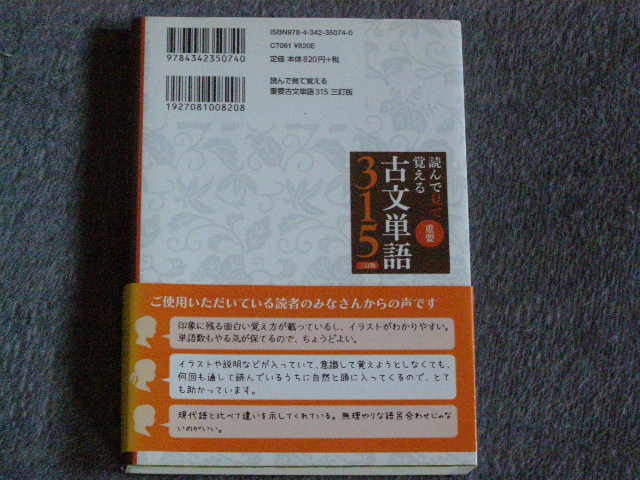 ISBN978-4-342-35074-0
C7081 ¥820E
定価 本体820円+税
9784342350740
読んで見て覚える
重要古文単語315 三訂版
1927081008208
読んで見て
覚える
重要
古文単語
315
三訂版
ご使用いただいている読者のみなさんからの声です
印象に残る面白い覚え方が載っているし、イラストがわかりやすい。
単語数もやる気が保てるので、ちょうどよい。
イラストや説明などが入っていて、意識して覚えようとしなくても、
何回も通して読んでいるうちに自然と頭に入ってくるので、とて
も助かっています。
現代語と比べて違いを示してくれている。無理やりな語呂合わせじゃな
いのがいい。